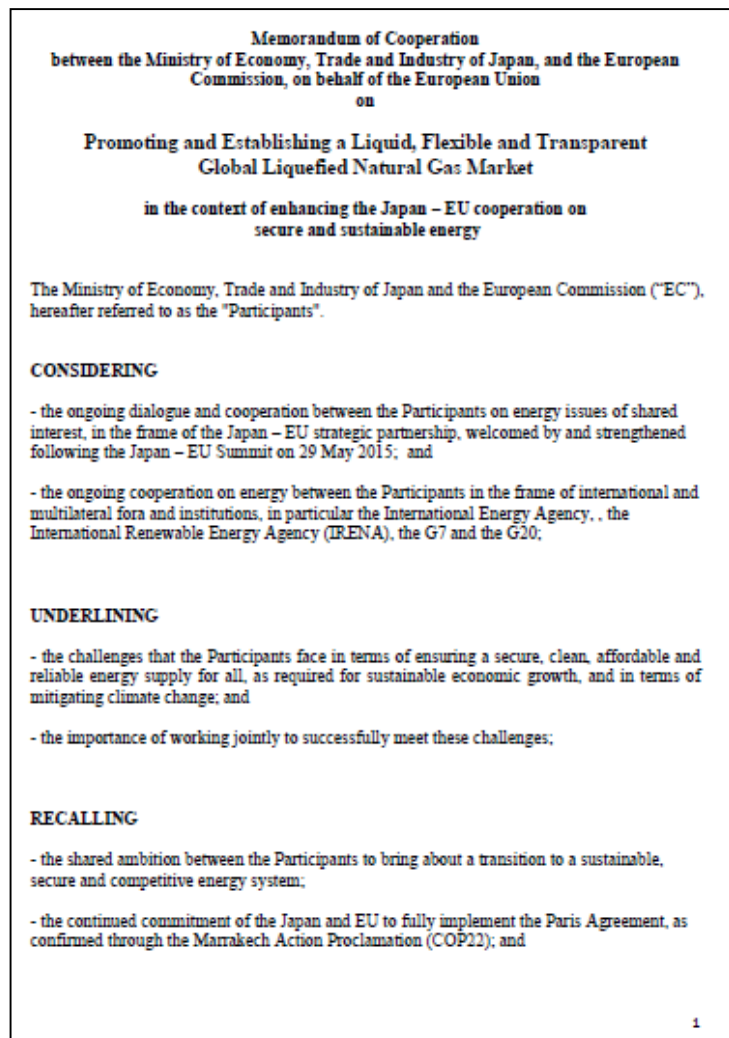 Memorandum of Cooperation
between the Ministry of Economy, Trade and Industry of Japan, and the European
Commission, on behalf of the European Union
on
Promoting and Establishing a Liquid, Flexible and Transparent
Global Liquefied Natural Gas Market
in the context of enhancing the Japan – EU cooperation on
secure and sustainable energy
The Ministry of Economy, Trade and Industry of Japan and the European Commission (“EC”),
hereafter referred to as the "Participants".
CONSIDERING
- the ongoing dialogue and cooperation between the Participants on energy issues of shared
interest, in the frame of the Japan – EU strategic partnership, welcomed by and strengthened
following the Japan – EU Summit on 29 May 2015; and
- the ongoing cooperation on energy between the Participants in the frame of international and
multilateral fora and institutions, in particular the International Energy Agency, , the
International Renewable Energy Agency (IRENA), the G7 and the G20;
UNDERLINING
- the challenges that the Participants face in terms of ensuring a secure, clean, affordable and
reliable energy supply for all, as required for sustainable economic growth, and in terms of
mitigating climate change; and
- the importance of working jointly to successfully meet these challenges;
RECALLING
- the shared ambition between the Participants to bring about a transition to a sustainable,
secure and competitive energy system;
- the continued commitment of the Japan and EU to fully implement the Paris Agreement, as
confirmed through the Marrakech Action Proclamation (COP22); and
1